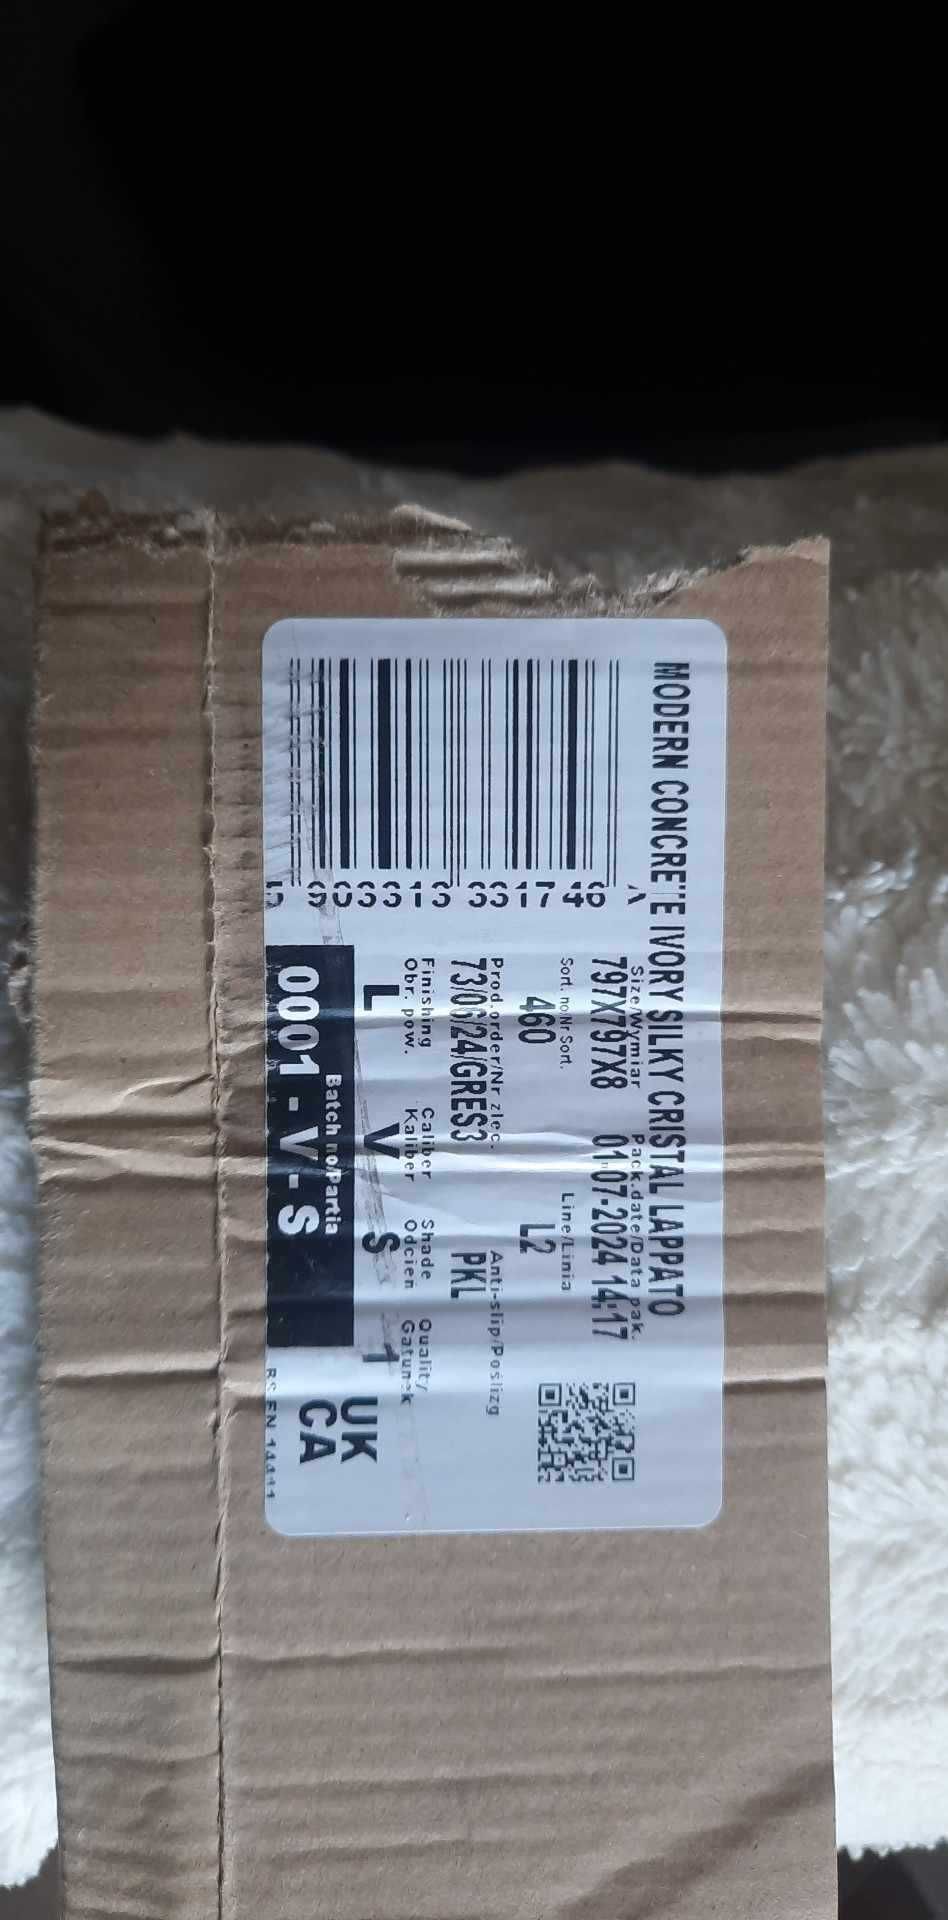 MODERN CONCRETE IVORY SILKY CRISTAL LAPPATO
Size/Wymiar Pack.date/Data pak.
797X797X8 01-07-2024 14:17
Sort. no/Nr Sort. Line/Linia
460 L2
Prod.order/Nr zlec. Anti-slip/Poślizg
73/06/24/GRES3 PKL
Finishing Caliber Shade Quality/
Obr. pow. Kaliber Odcień Gatunek
L V S 1
Batch no/Partia
0001 - V - S
UK
CA
5 903313 331746
BS EN 14411